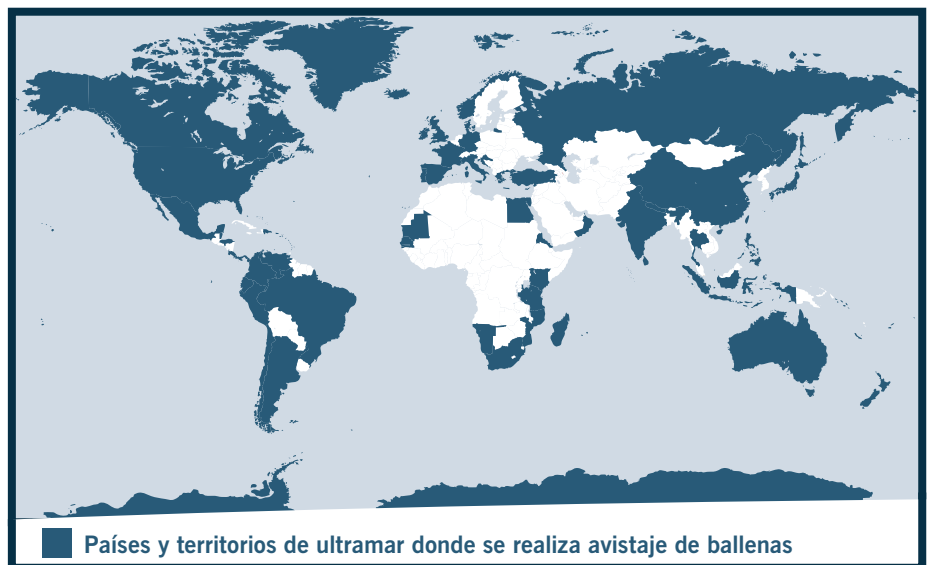 Países y territorios de ultramar donde se realiza avistaje de ballenas